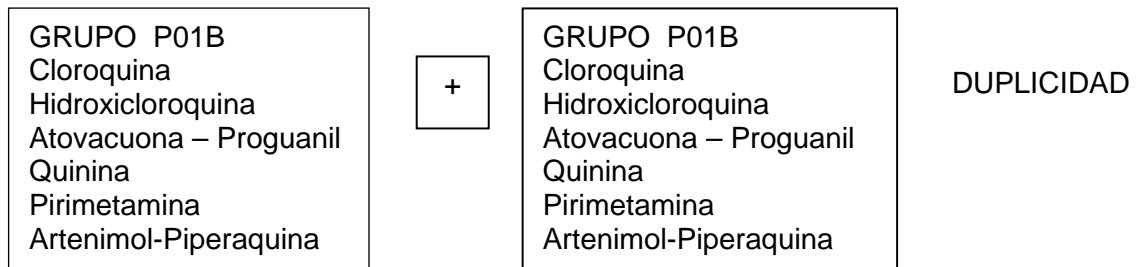 GRUPO P01B
Cloroquina
Hidroxicloroquina
Atovacuona – Proguanil
Quinina
Pirimetamina
Artenimol-Piperaquina
+
GRUPO P01B
Cloroquina
Hidroxicloroquina
Atovacuona – Proguanil
Quinina
Pirimetamina
Artenimol-Piperaquina
DUPLICIDAD